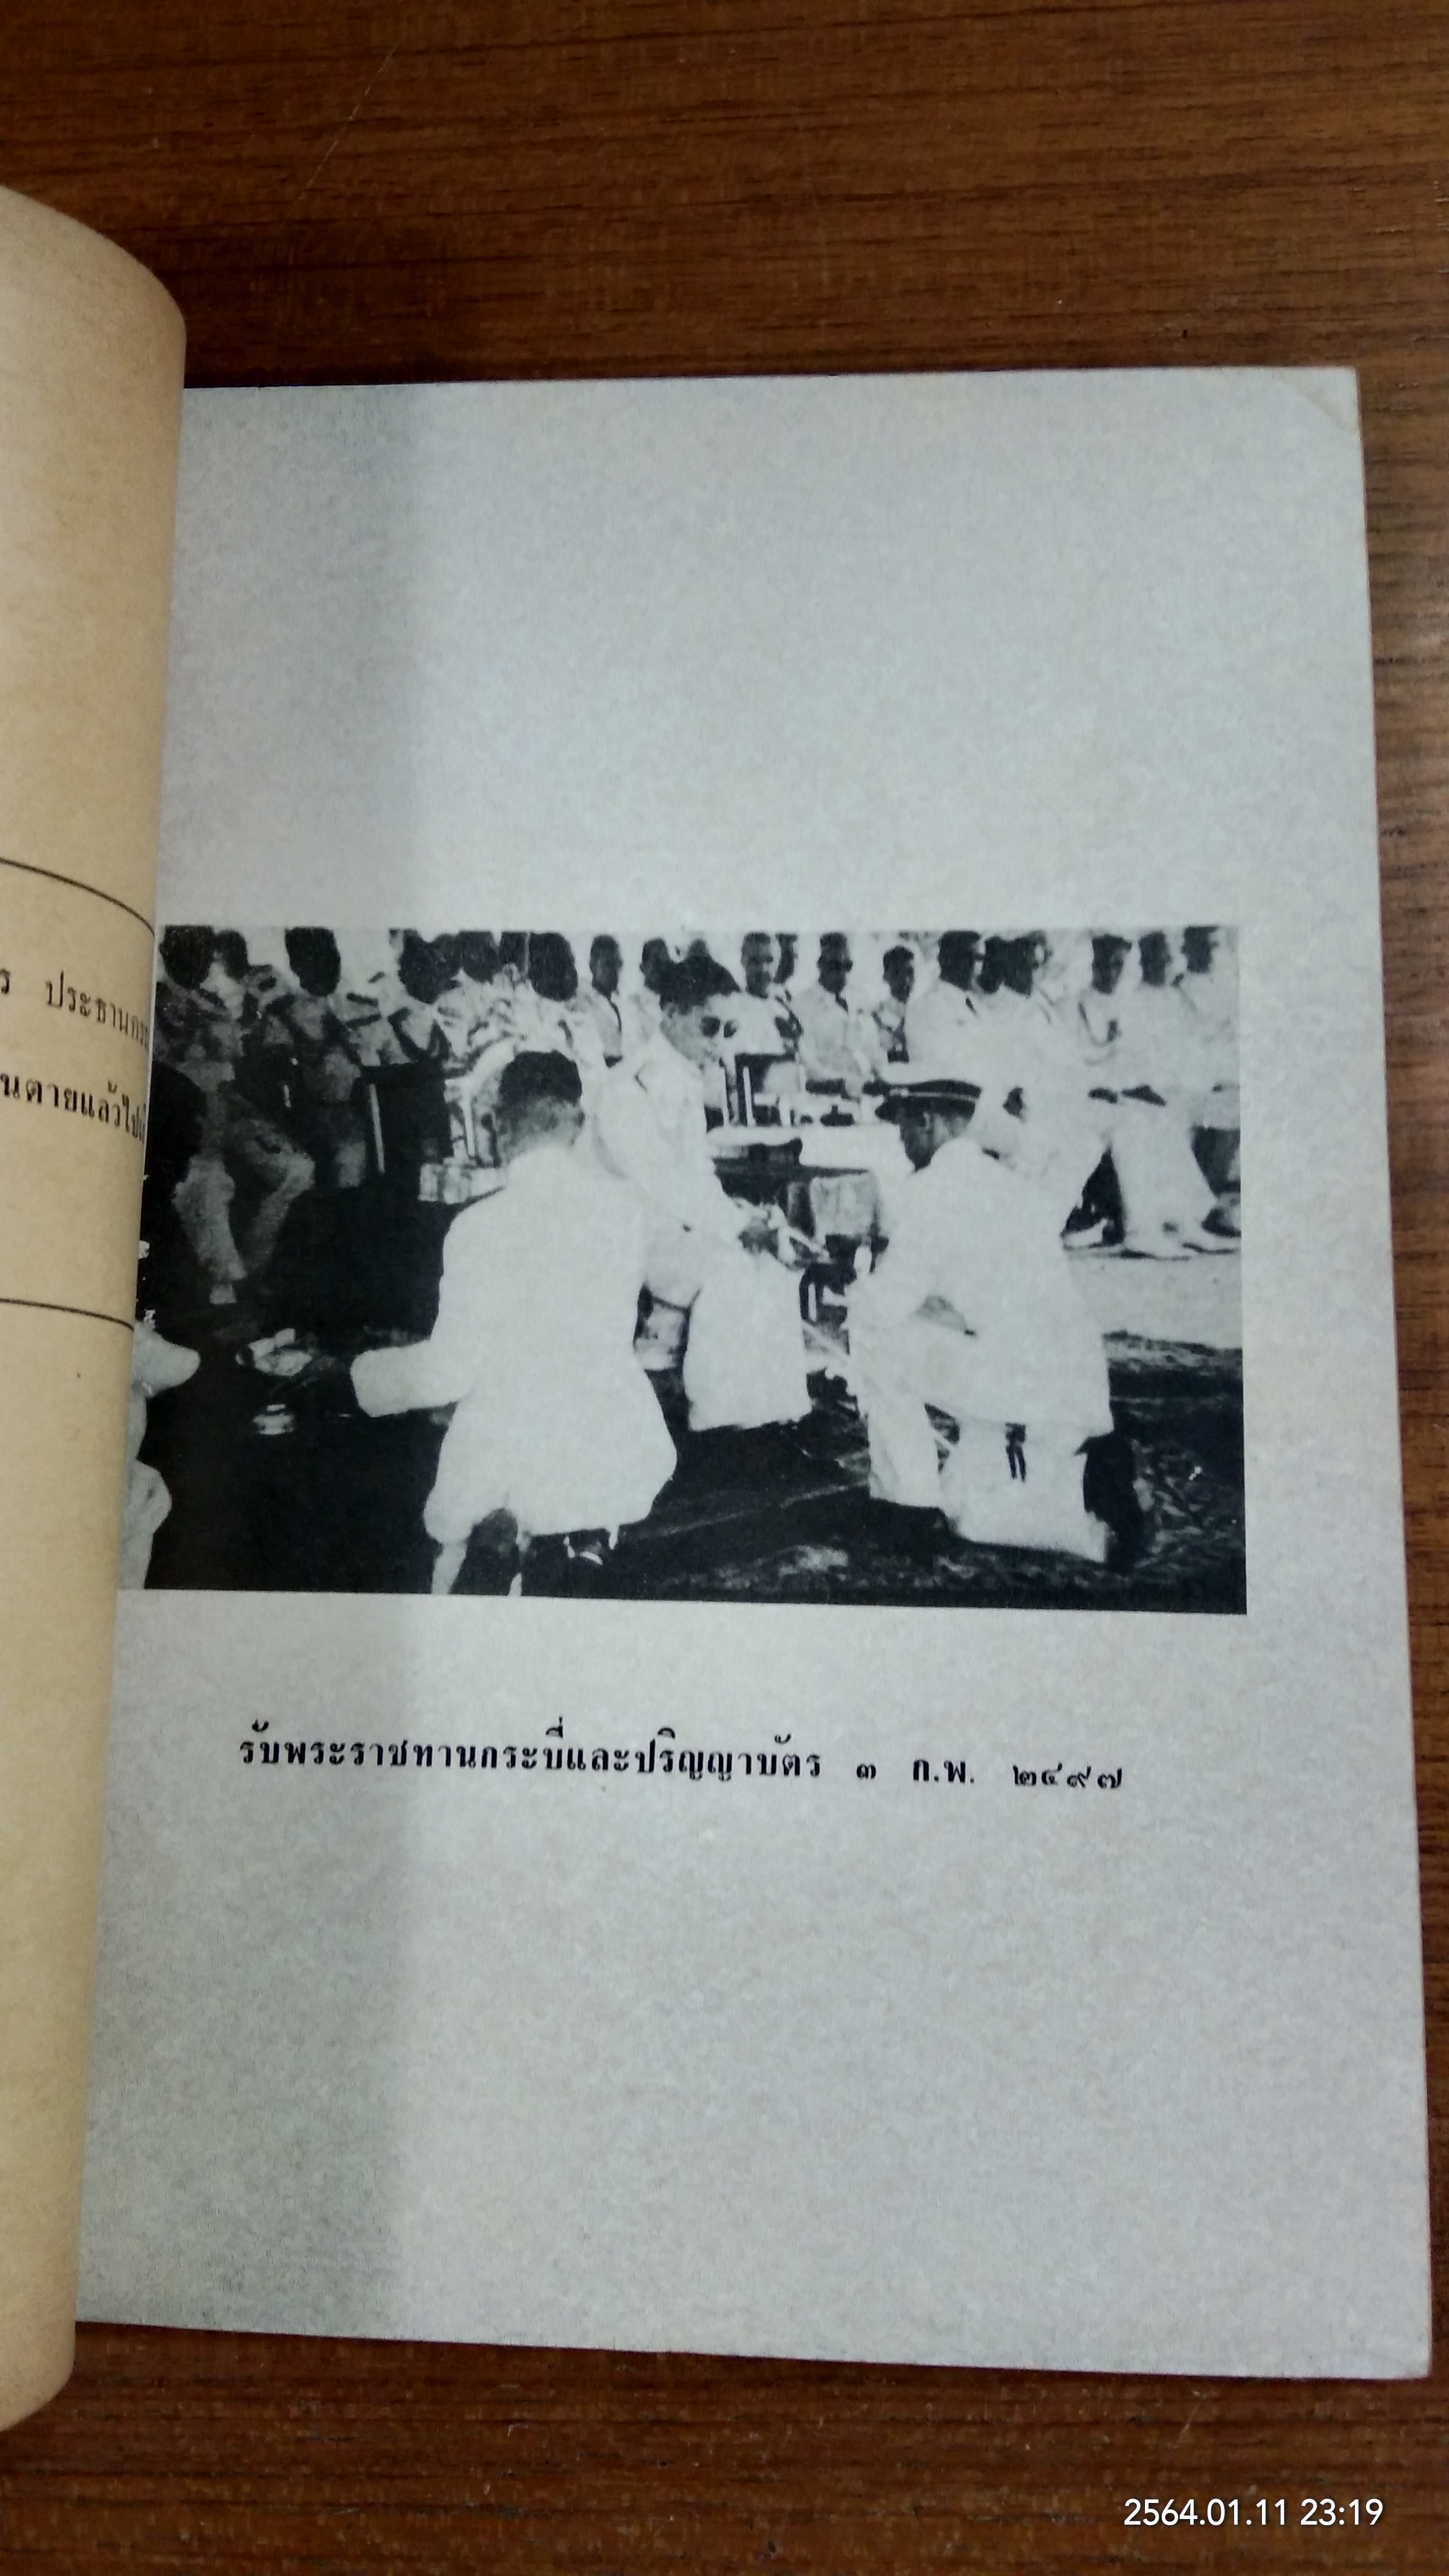 ร ประธานกร
นตายแล้วไป
รับพระราชทานกระบี่และปริญญาบัตร ๓ ก.พ. ๒๔๙๗
2564.01.11 23:19